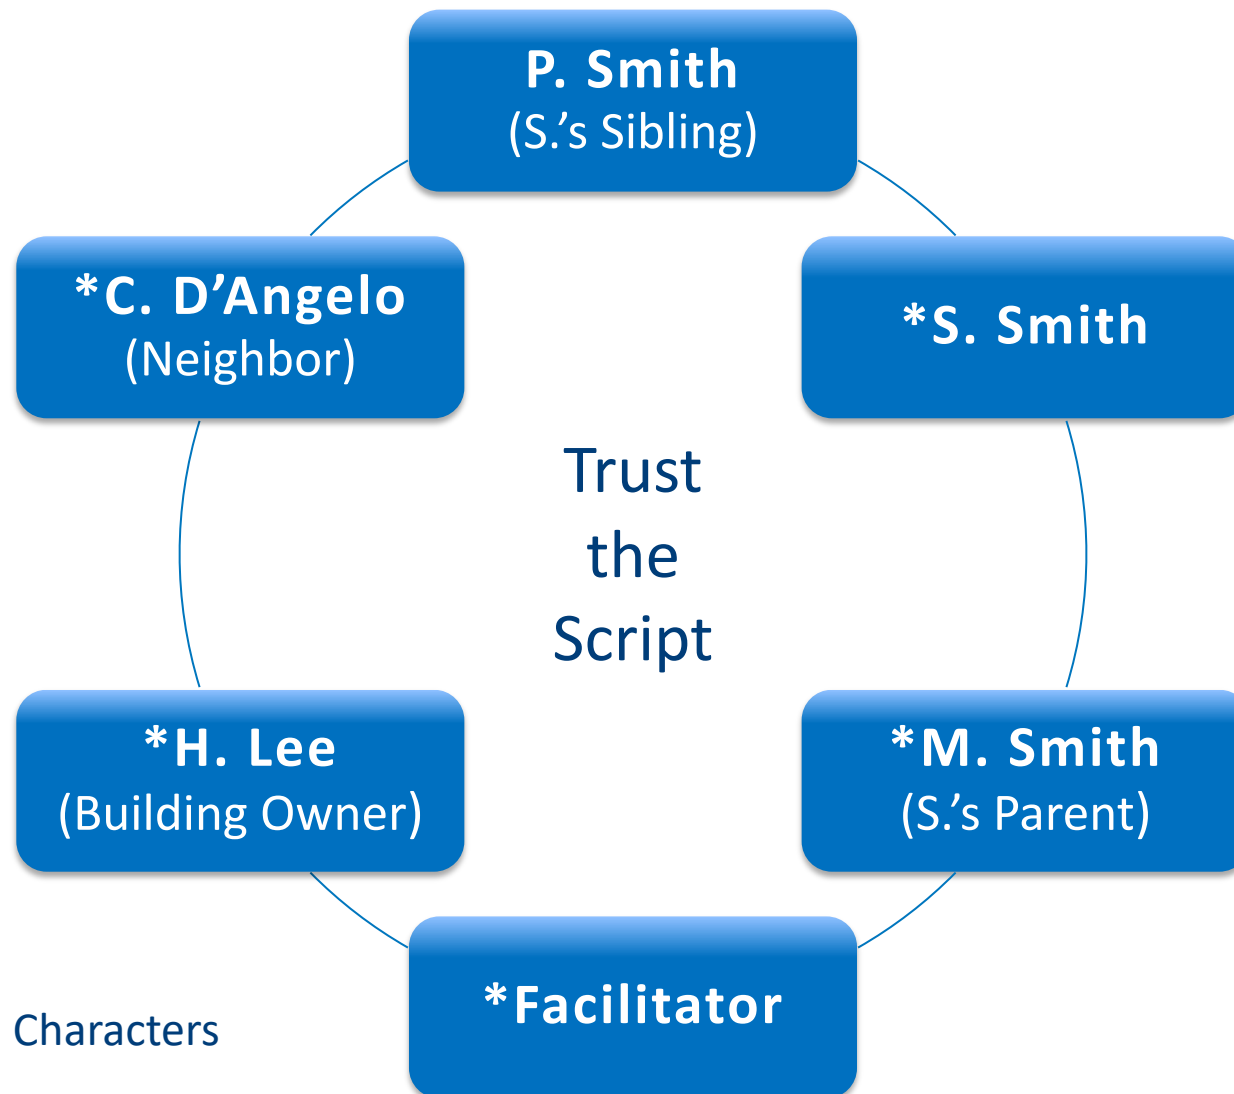 P. Smith
(S.’s Sibling)
*C. D’Angelo
(Neighbor)
*S. Smith
Trust
the
Script
*H. Lee
(Building Owner)
*M. Smith
(S.’s Parent)
*Facilitator
Characters